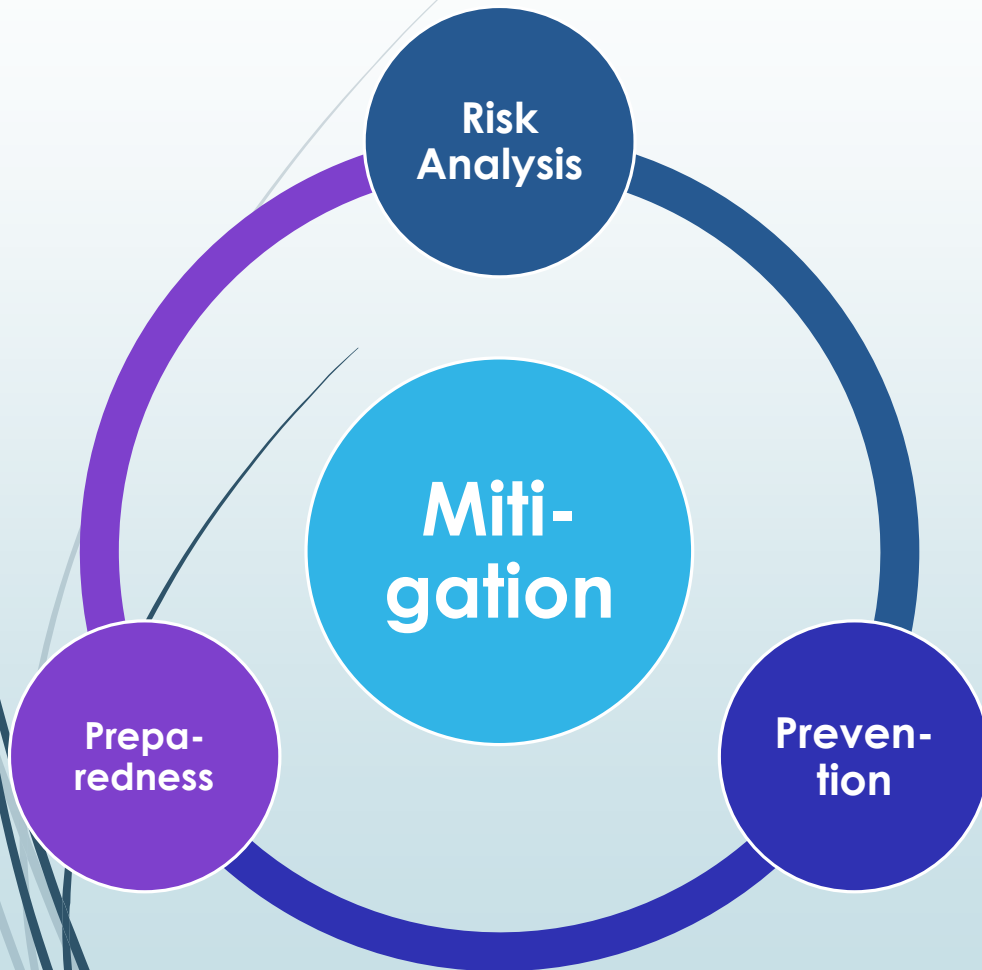 Risk
Analysis
Miti-
gation
Prepa-
redness
Preven-
tion